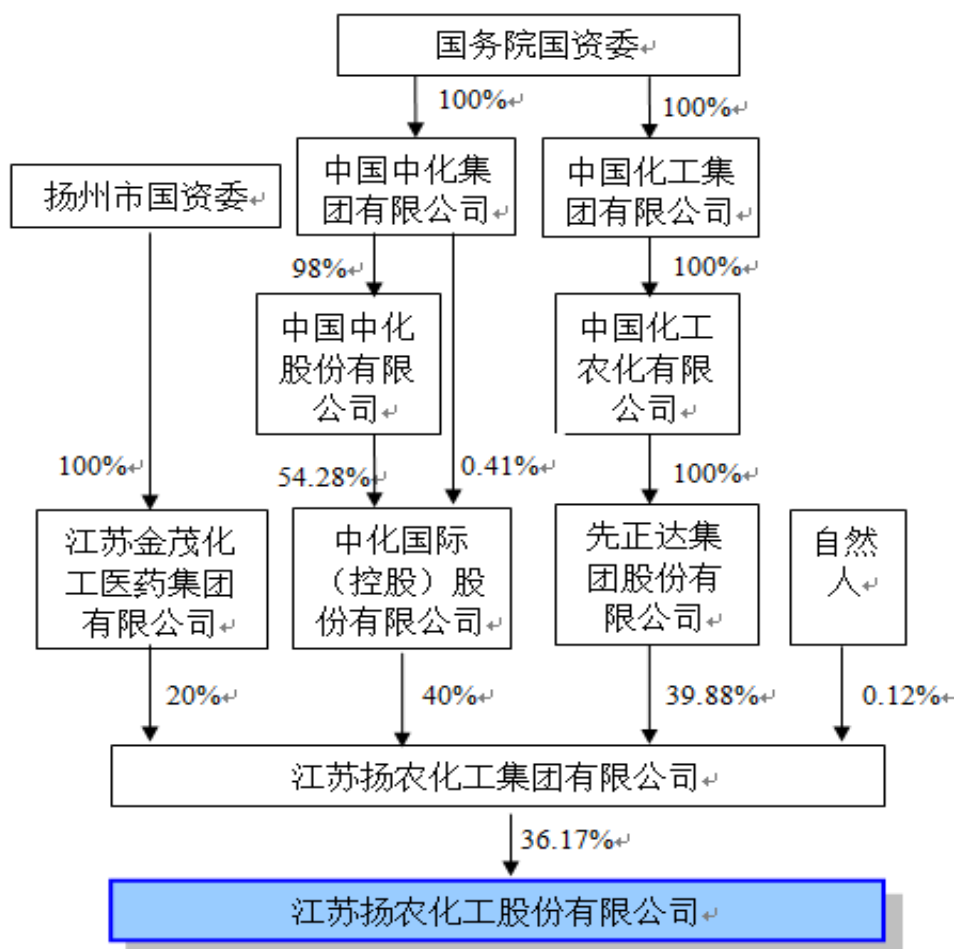 国务院国资委
100%
100%
扬州市国资委
中国中化集
团有限公司
中国化工集
团有限公司
98%
100%
中国中化
股份有限
公司
中国化工
农化有限
公司
100%
54.28%
0.41%
100%
江苏金茂化
工医药集团
有限公司
中化国际
（控股）股
份有限公司
先正达集
团股份有
限公司
自然
人
20%
40%
39.88%
0.12%
江苏扬农化工集团有限公司
36.17%
江苏扬农化工股份有限公司